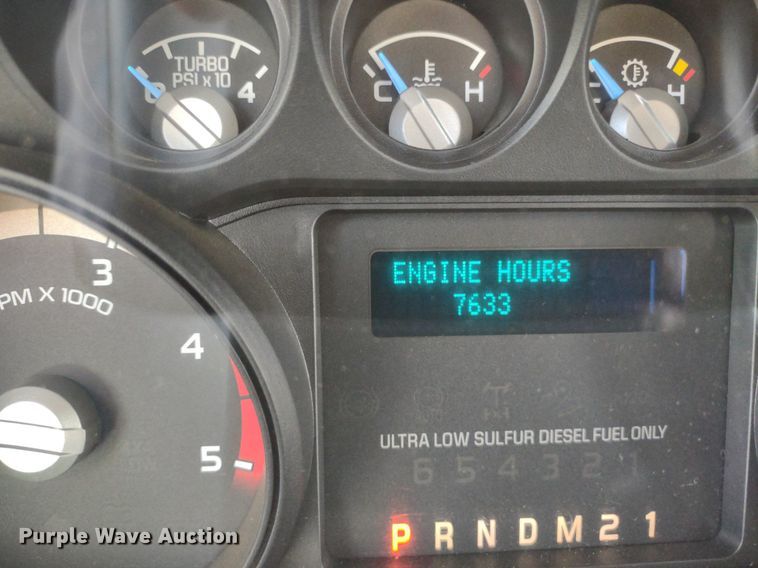 TURBO
PSI x 10
0 4
C H
C H
3
PM X 1000
4
5
ENGINE HOURS
7633
ULTRA LOW SULFUR DIESEL FUEL ONLY
6 5 4 3 2 1
P R N D M 2 1
Purple Wave Auction